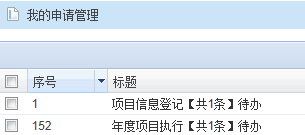 我的申请管理
序号 标题
1 项目信息登记【共1条】待办
152 年度项目执行【共1条】待办